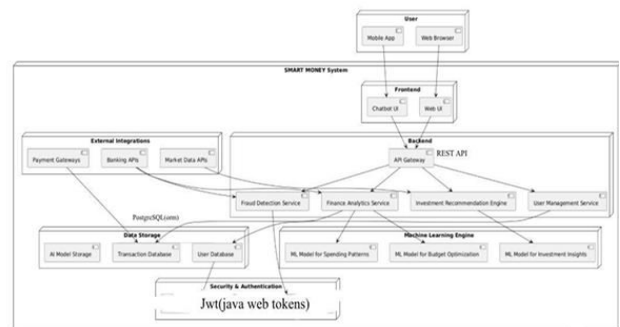 User
Mobile App
Web Browser
SMART MONEY System
Frontend
Chatbot UI
Web UI
External Integrations
Payment Gateways
Banking APIs
Market Data APIs
Backend
API Gateway
REST API
Fraud Detection Service
Finance Analytics Service
Investment Recommendation Engine
User Management Service
PostgreSQL(orm)
Data Storage
AI Model Storage
Transaction Database
User Database
Machine Learning Engine
ML Model for Spending Patterns
ML Model for Budget Optimization
ML Model for Investment Insights
Security & Authentication
Jwt(java web tokens)